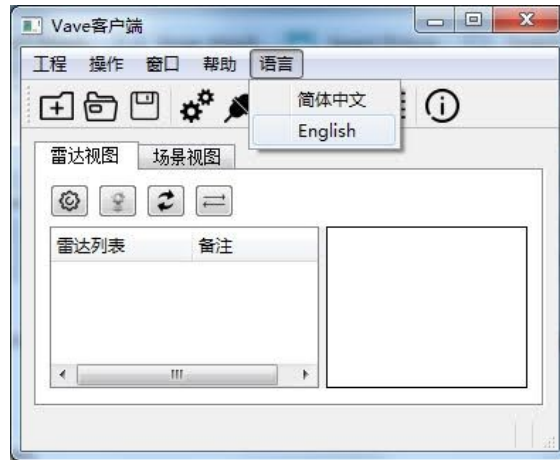 Vave客户端
工程 操作 窗口 帮助 语言
简体中文
English
雷达视图 场景视图
雷达列表 备注